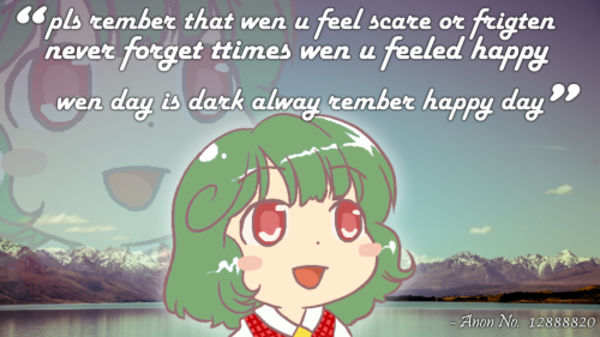 “pls rember that wen u feel scare or frigten
never forget ttimes wen u feeled happy
wen day is dark alway rember happy day”
- Anon No. 12888820